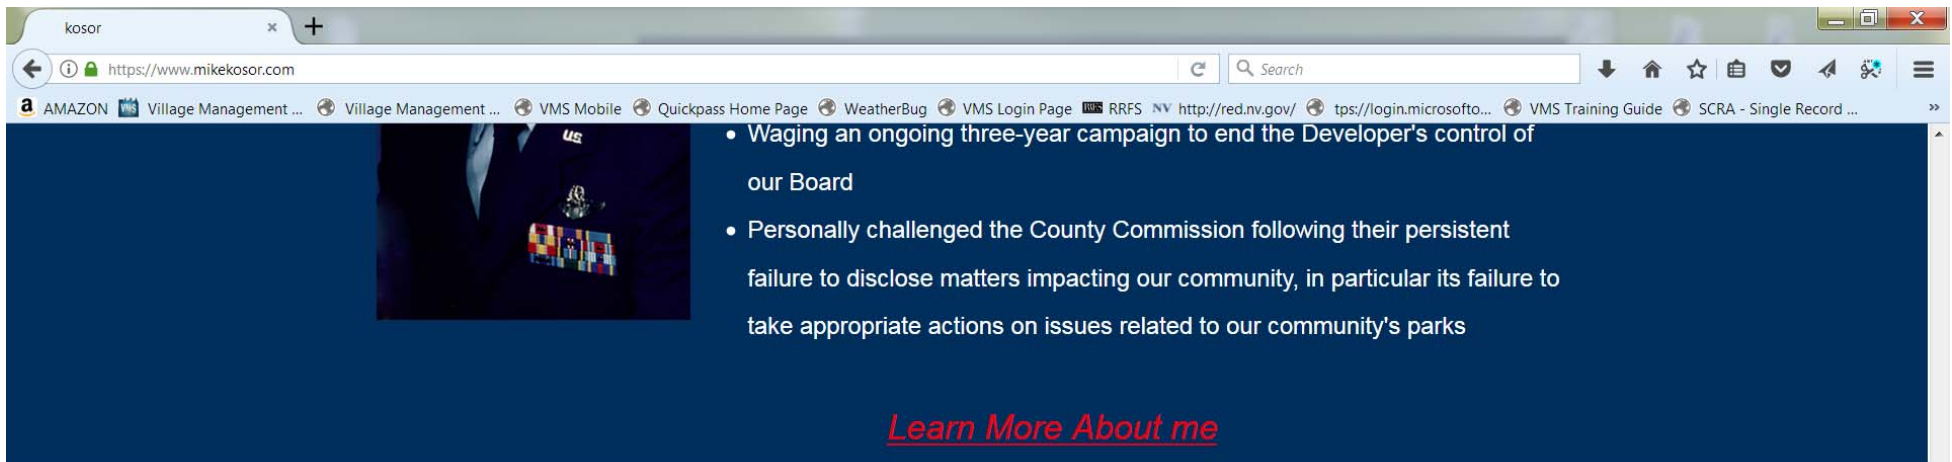 kosor
https://www.mikekosor.com
Search
AMAZON Village Management ... Village Management ... VMS Mobile Quickpass Home Page WeatherBug VMS Login Page RRFS NV http://red.nv.gov/ tps://login.microsofto... VMS Training Guide SCRA - Single Record ...
U.S.
• Waging an ongoing three-year campaign to end the Developer's control of
our Board
• Personally challenged the County Commission following their persistent
failure to disclose matters impacting our community, in particular its failure to
take appropriate actions on issues related to our community's parks
Learn More About me